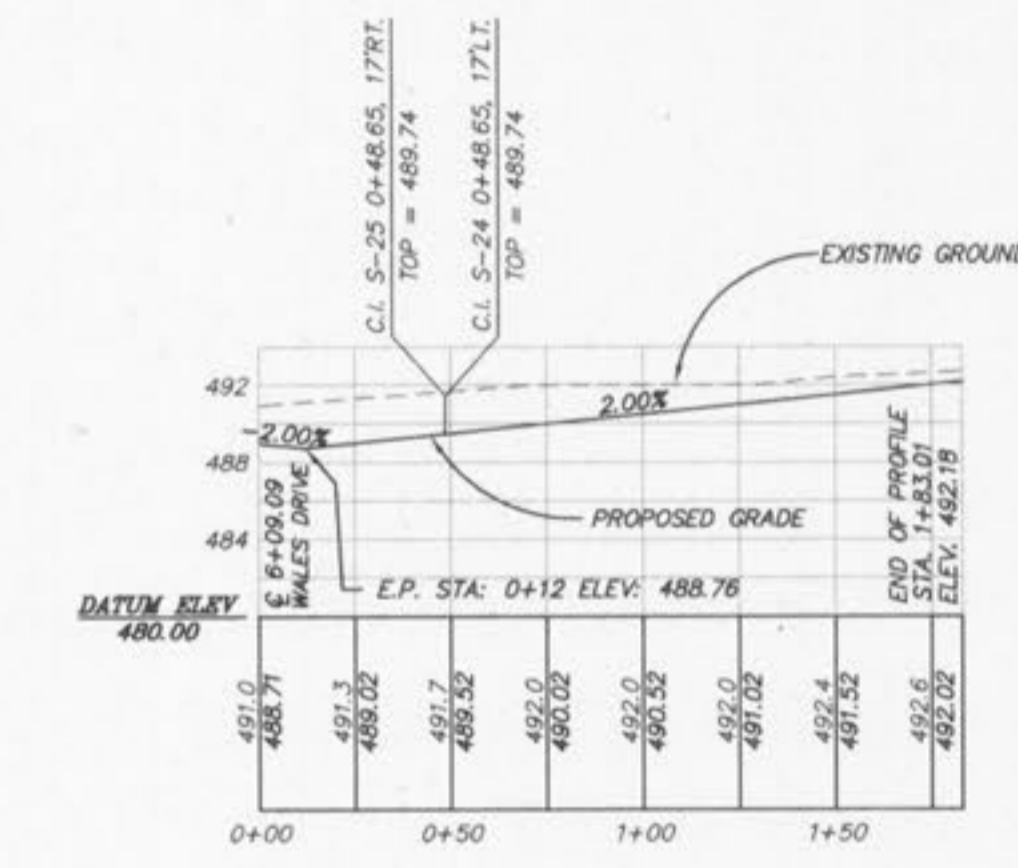 C.I. S-25 0+48.65, 17'RT.
TOP = 489.74
C.I. S-24 0+48.65, 17'LT.
TOP = 489.74
EXISTING GROUND
492
488
484
-2.00%
2.00%
PROPOSED GRADE
℄ 6+09.09
WALES DRIVE
E.P. STA: 0+12 ELEV: 488.76
END OF PROFILE
STA. 1+83.01
ELEV. 492.18
DATUM ELEV
480.00
491.0
488.71
491.3
489.02
491.7
489.52
492.0
490.02
492.0
490.52
492.0
491.02
492.4
491.52
492.6
492.02
0+00
0+50
1+00
1+50